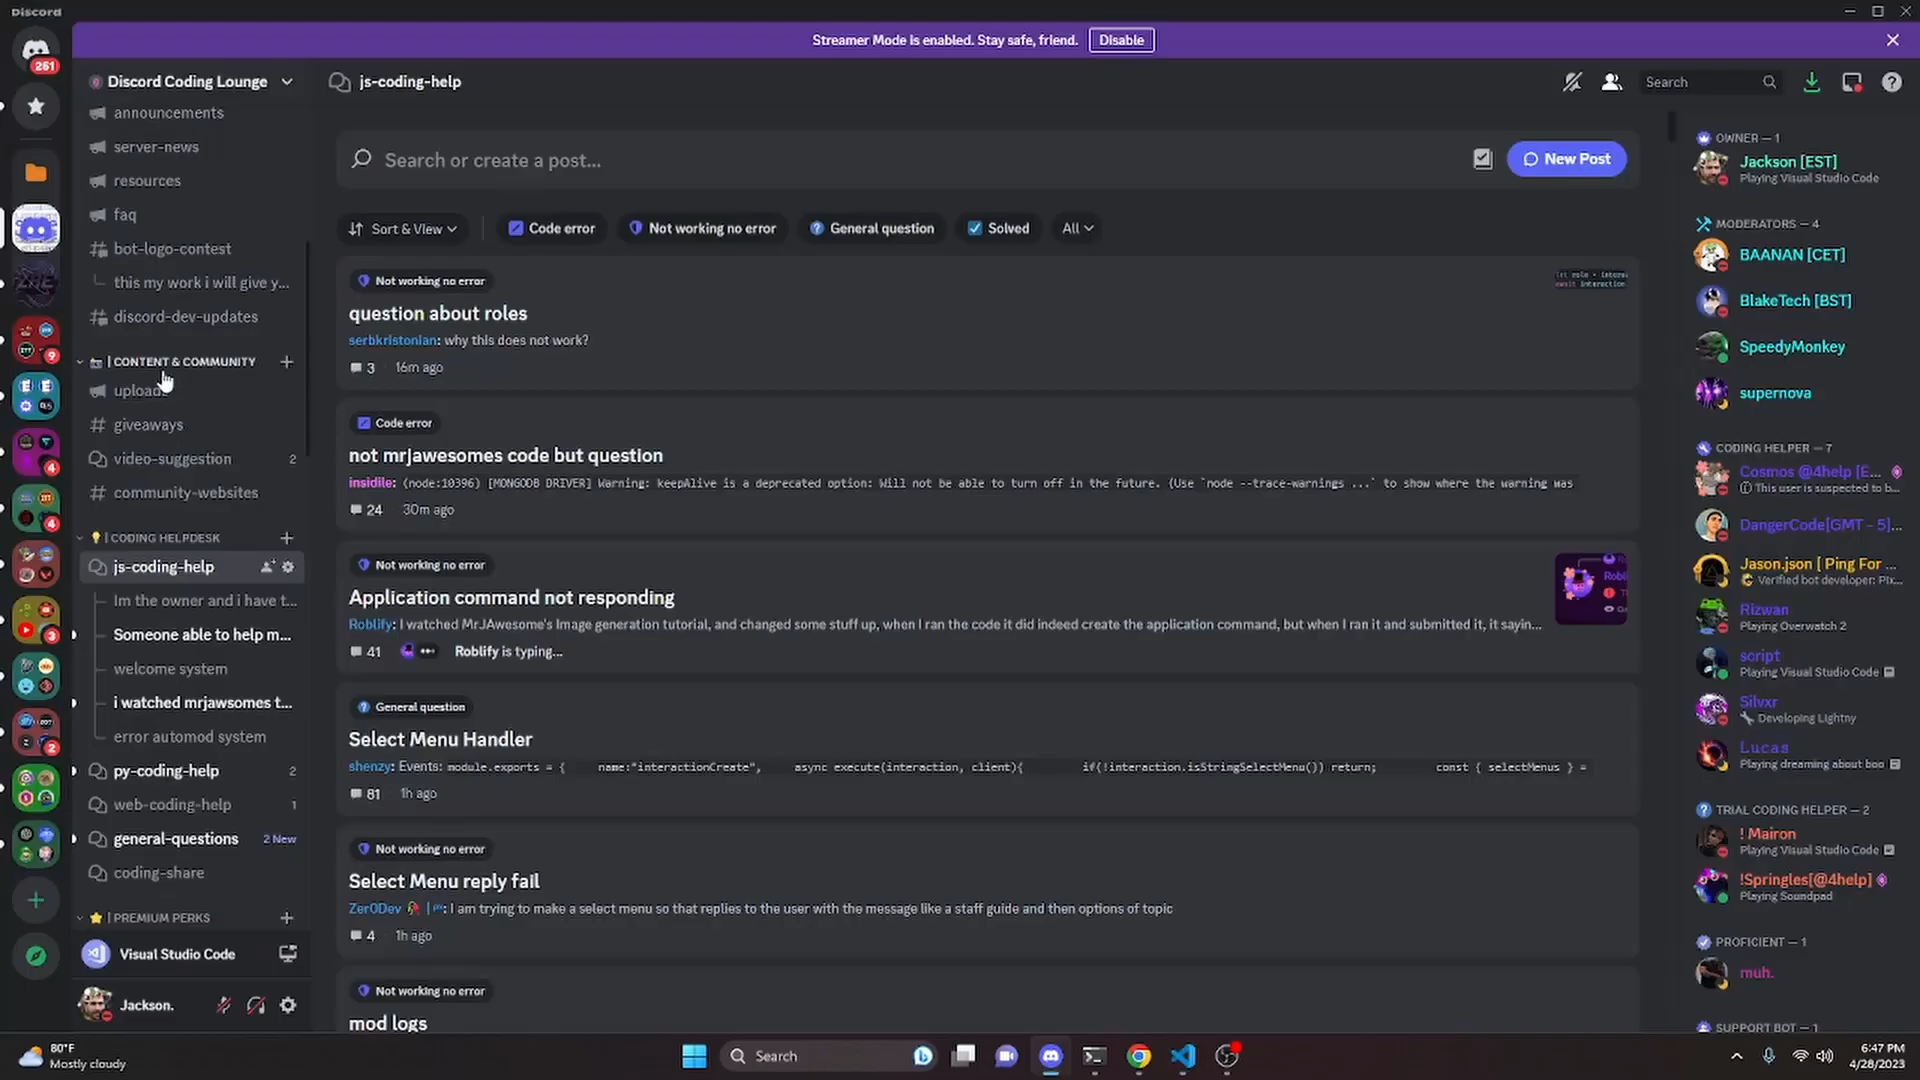 Discord
Streamer Mode is enabled. Stay safe, friend.
Disable
261
Discord Coding Lounge
announcements
server-news
resources
faq
bot-logo-contest
this my work i will give y...
discord-dev-updates
| CONTENT & COMMUNITY
giveaways
video-suggestion
2
community-websites
| CODING HELPDESK
js-coding-help
Im the owner and i have t...
Someone able to help m...
welcome system
i watched mrjawsomes t...
error automod system
py-coding-help
2
web-coding-help
1
general-questions
2 New
coding-share
| PREMIUM PERKS
Visual Studio Code
Jackson.
9
4
4
3
2
js-coding-help
Search
Search or create a post...
New Post
Sort & View
Code error
Not working no error
General question
Solved
All
Not working no error
question about roles
serbkristonian: why this does not work?
3
16m ago
Code error
not mrjawesomes code but question
insidile: (node:10396) [MONGODB DRIVER] Warning: keepAlive is a deprecated option: Will not be able to turn off in the future. (Use `node --trace-warnings ...` to show where the warning was
24
30m ago
Not working no error
Application command not responding
Roblify: I watched MrJAwesome's Image generation tutorial, and changed some stuff up, when I ran the code it did indeed create the application command, but when I ran it and submitted it, it sayin...
41
Roblify is typing...
General question
Select Menu Handler
shenzy: Events: module.exports = { name:"interactionCreate", async execute(interaction, client){ if(!interaction.isStringSelectMenu()) return; const { selectMenus } =
81
1h ago
Not working no error
Select Menu reply fail
Zer0Dev | : I am trying to make a select menu so that replies to the user with the message like a staff guide and then options of topic
4
1h ago
Not working no error
mod logs
OWNER — 1
Jackson [EST]
Playing Visual Studio Code
MODERATORS — 4
BAANAN [CET]
BlakeTech [BST]
SpeedyMonkey
supernova
CODING HELPER — 7
Cosmos @4help [E...
This user is suspected to b...
DangerCode[GMT - 5]...
Jason.json [ Ping For ...
Verified bot developer: Pix...
Rizwan
Playing Overwatch 2
script
Playing Visual Studio Code
Silvxr
Developing Lightny
Lucas
Playing dreaming about boo
TRIAL CODING HELPER — 2
! Mairon
Playing Visual Studio Code
!Springles[@4help]
Playing Soundpad
PROFICIENT — 1
muh.
SUPPORT BOT — 1
80°F
Mostly cloudy
Search
6:47 PM
4/28/2023